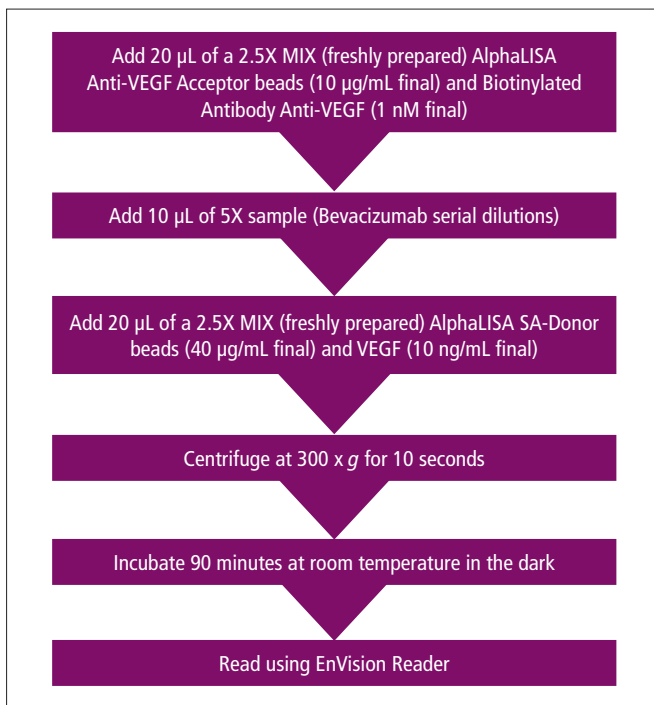 Add 20 µL of a 2.5X MIX (freshly prepared) AlphaLISA
Anti-VEGF Acceptor beads (10 µg/mL final) and Biotinylated
Antibody Anti-VEGF (1 nM final)
Add 10 µL of 5X sample (Bevacizumab serial dilutions)
Add 20 µL of a 2.5X MIX (freshly prepared) AlphaLISA SA-Donor
beads (40 µg/mL final) and VEGF (10 ng/mL final)
Centrifuge at 300 x g for 10 seconds
Incubate 90 minutes at room temperature in the dark
Read using EnVision Reader